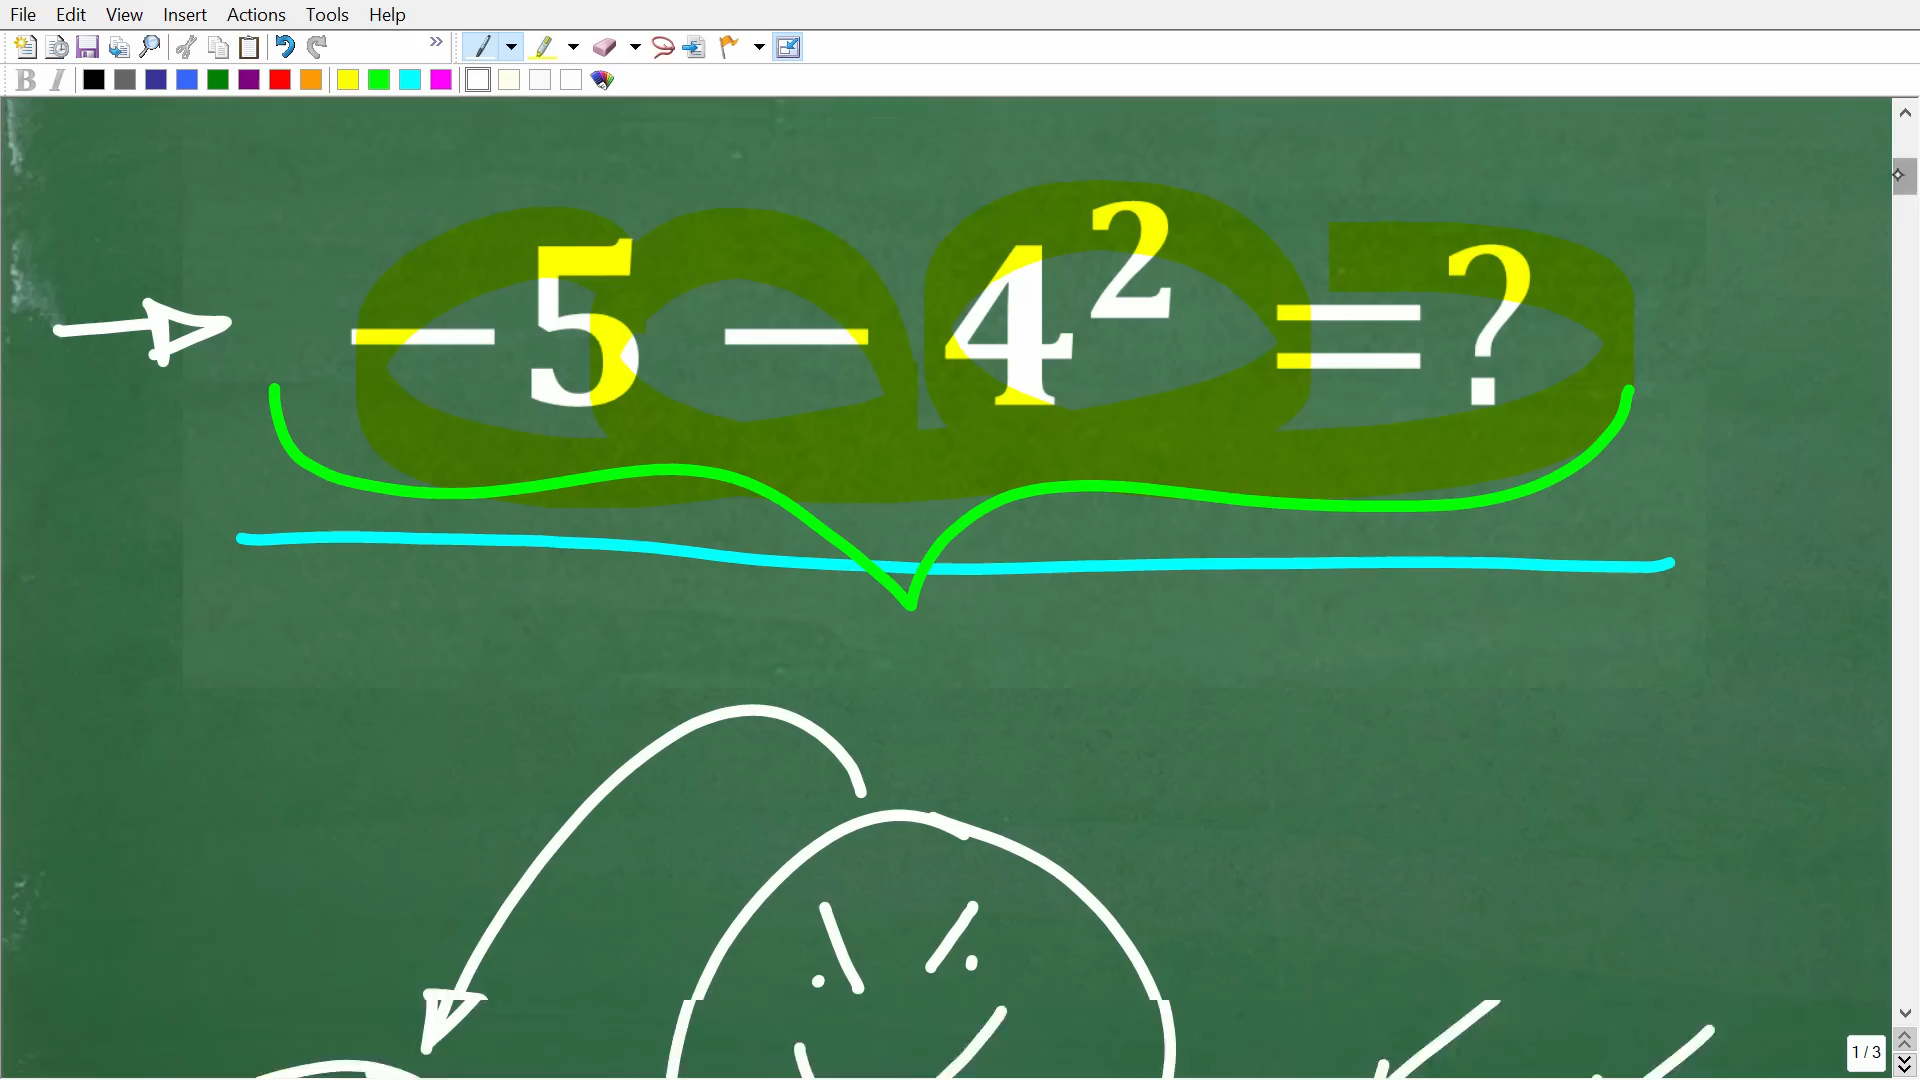 File Edit View Insert Actions Tools Help
B I
−5 − 4² =?
1 / 3